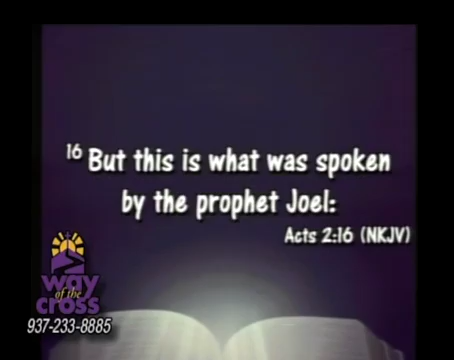 16 But this is what was spoken
by the prophet Joel:
Acts 2:16 (NKJV)
way
of the
cross
937-233-8885